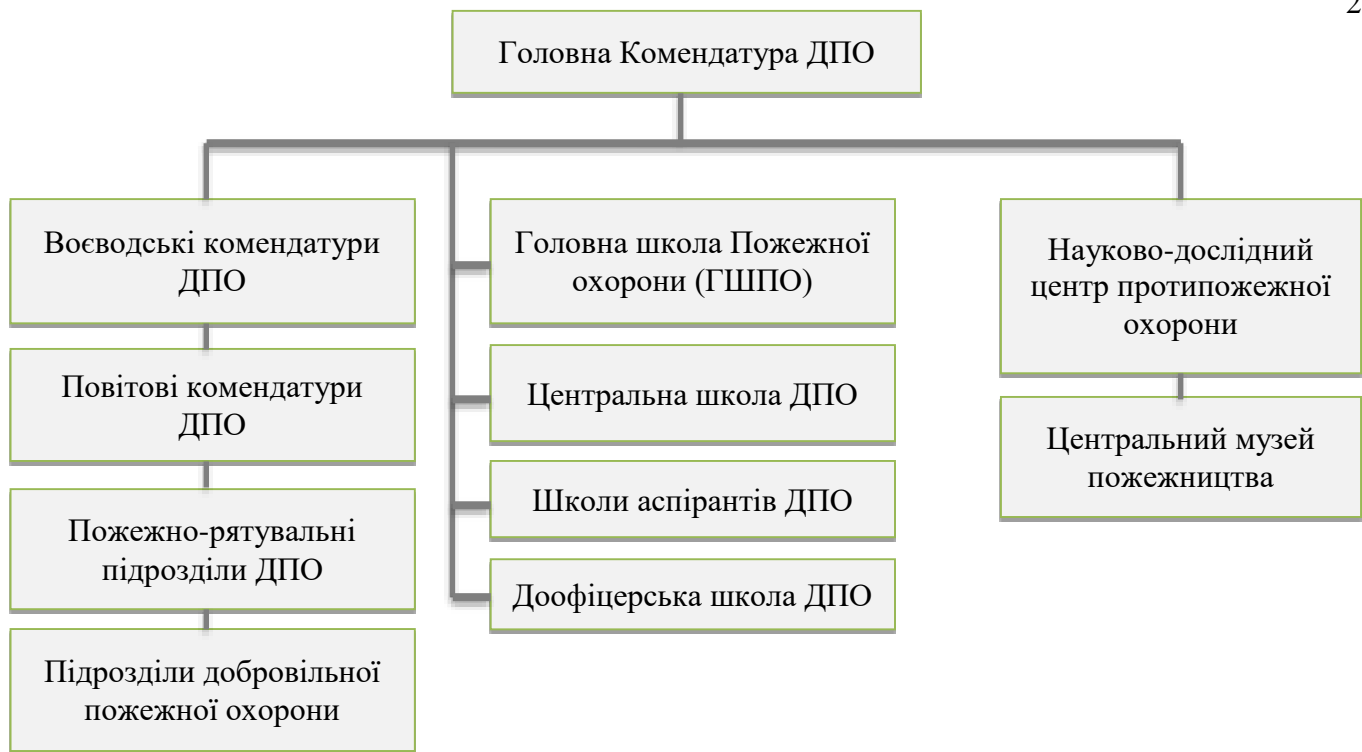 2
Головна Комендатура ДПО
Воєводські комендатури
ДПО
Повітові комендатури
ДПО
Пожежно-рятувальні
підрозділи ДПО
Підрозділи добровільної
пожежної охорони
Головна школа Пожежної
охорони (ГШПО)
Центральна школа ДПО
Школи аспірантів ДПО
Доофіцерська школа ДПО
Науково-дослідний
центр протипожежної
охорони
Центральний музей
пожежництва